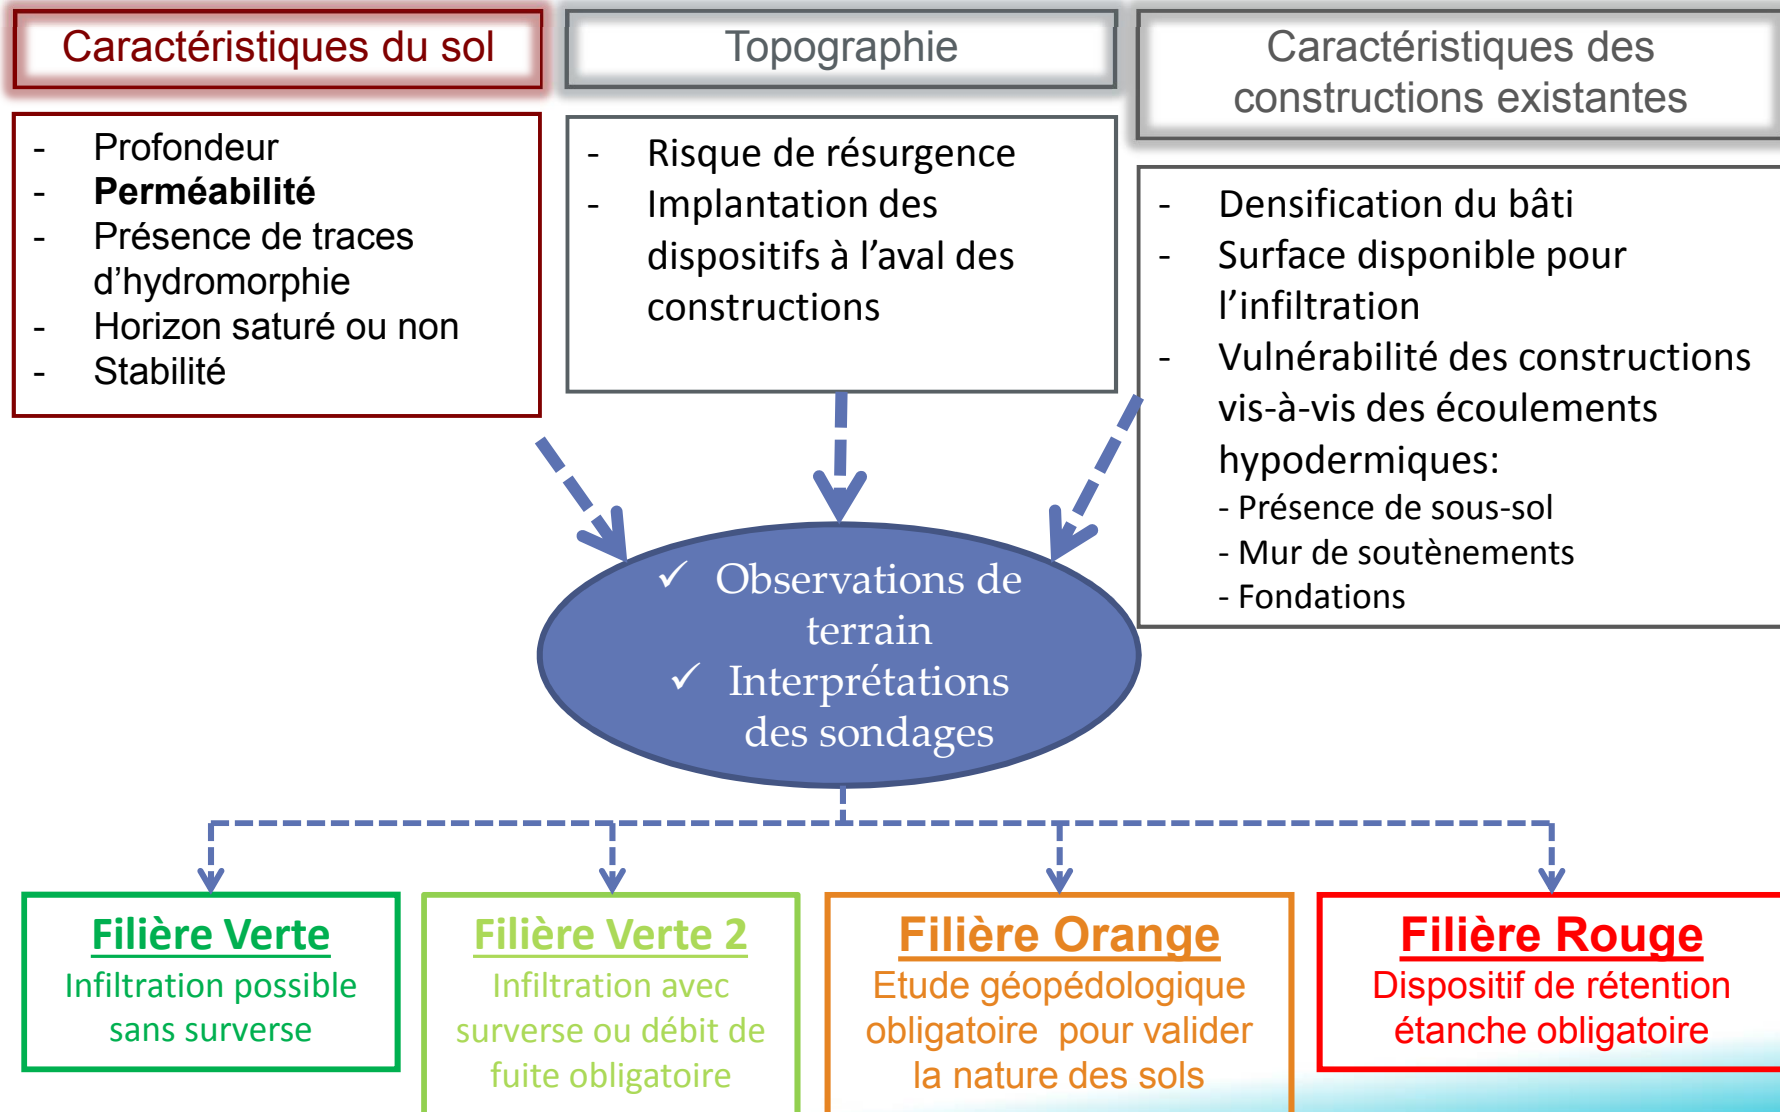 Caractéristiques du sol
- Profondeur
- Perméabilité
- Présence de traces
d'hydromorphie
- Horizon saturé ou non
- Stabilité
Topographie
- Risque de résurgence
- Implantation des
dispositifs à l'aval des
constructions
Caractéristiques des
constructions existantes
- Densification du bâti
- Surface disponible pour
l'infiltration
- Vulnérabilité des constructions
vis-à-vis des écoulements
hypodermiques:
- Présence de sous-sol
- Mur de soutènements
- Fondations
✓ Observations de
terrain
✓ Interprétations
des sondages
Filière Verte
Infiltration possible
sans surverse
Filière Verte 2
Infiltration avec
surverse ou débit de
fuite obligatoire
Filière Orange
Etude géopédologique
obligatoire pour valider
la nature des sols
Filière Rouge
Dispositif de rétention
étanche obligatoire